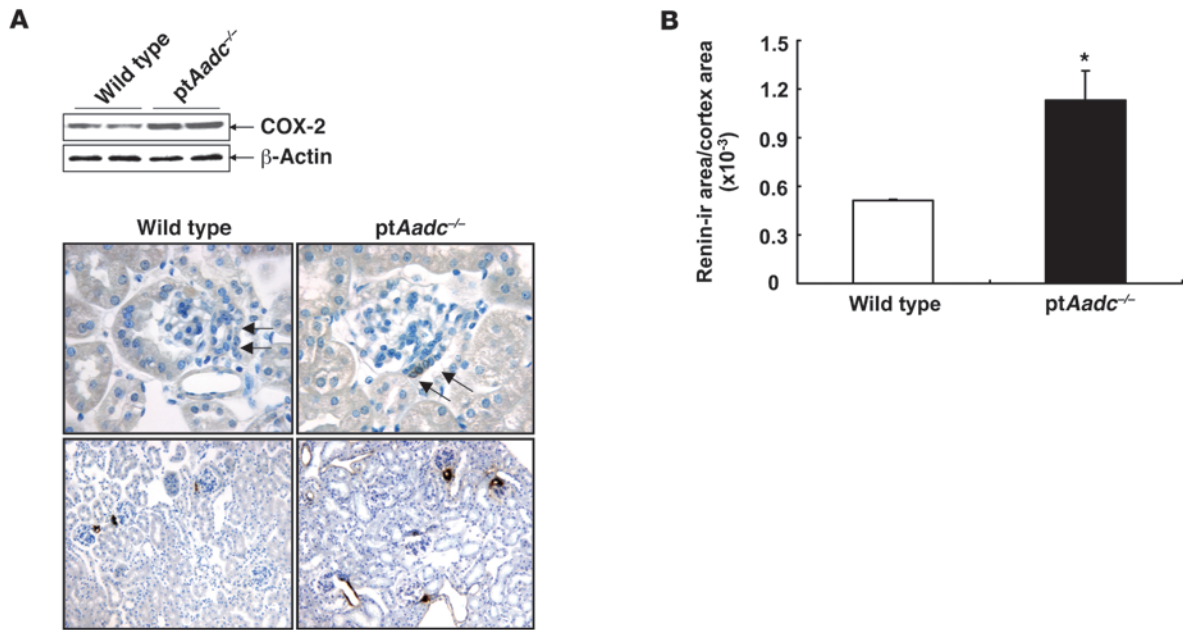 A
Wild type
ptAadc⁻/⁻
COX-2
β-Actin
Wild type
ptAadc⁻/⁻
B
Renin-ir area/cortex area
(x10⁻³)
1.5
1.2
0.9
0.6
0.3
0
*
Wild type
ptAadc⁻/⁻